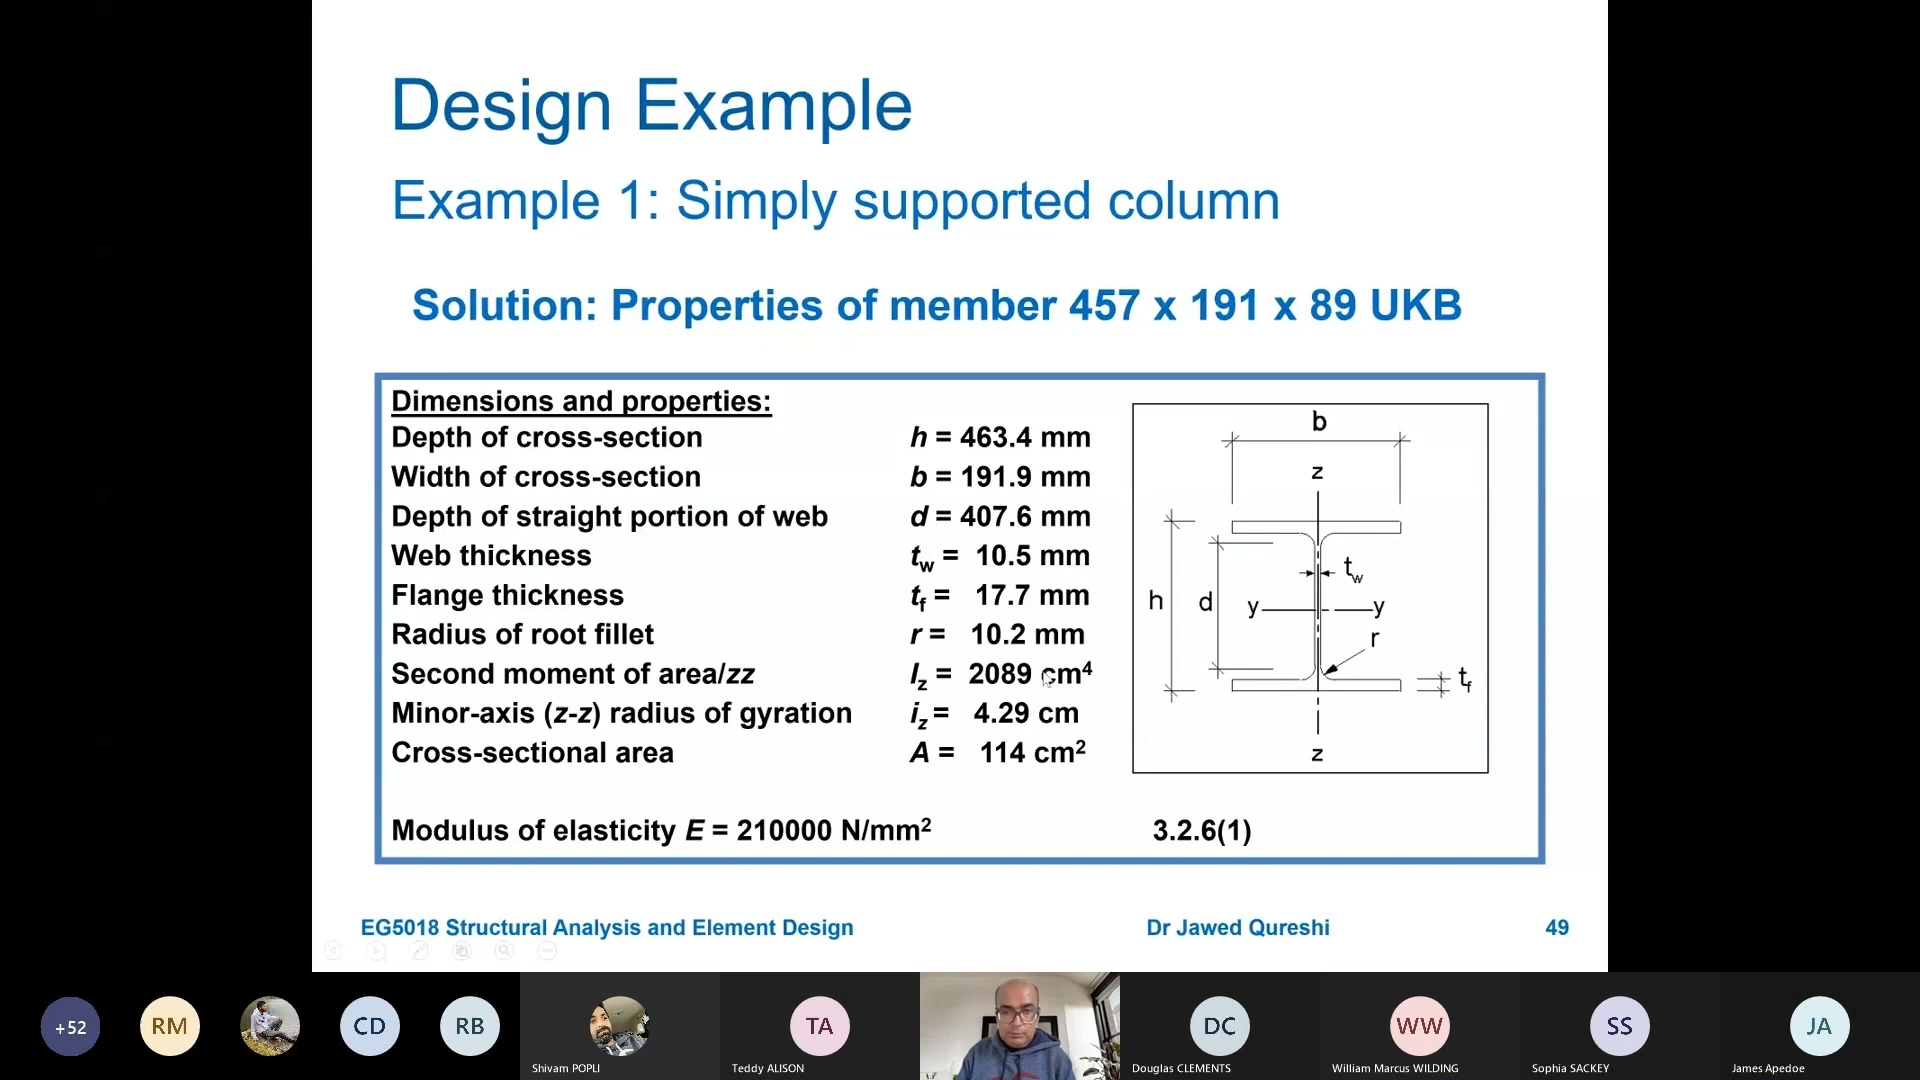 Design Example
Example 1: Simply supported column
Solution: Properties of member 457 x 191 x 89 UKB
Dimensions and properties:
Depth of cross-section h = 463.4 mm
Width of cross-section b = 191.9 mm
Depth of straight portion of web d = 407.6 mm
Web thickness tw = 10.5 mm
Flange thickness tf = 17.7 mm
Radius of root fillet r = 10.2 mm
Second moment of area/zz Iz = 2089 cm⁴
Minor-axis (z-z) radius of gyration iz = 4.29 cm
Cross-sectional area A = 114 cm²
Modulus of elasticity E = 210000 N/mm² 3.2.6(1)
b
z
tw
h d y y
r
tf
z
EG5018 Structural Analysis and Element Design Dr Jawed Qureshi 49
+52 RM CD RB TA DC WW SS JA
Shivam POPLI Teddy ALISON Douglas CLEMENTS William Marcus WILDING Sophia SACKEY James Apedoe